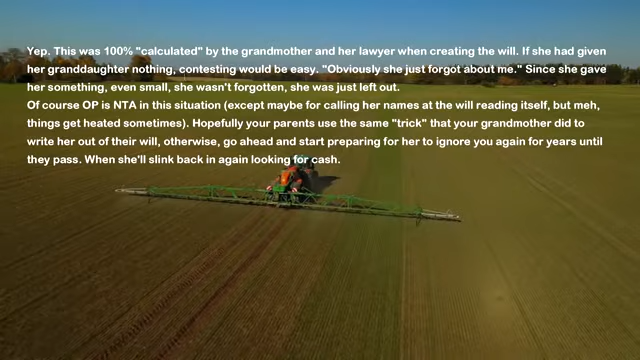 Yep. This was 100% "calculated" by the grandmother and her lawyer when creating the will. If she had given
her granddaughter nothing, contesting would be easy. "Obviously she just forgot about me." Since she gave
her something, even small, she wasn't forgotten, she was just left out.
Of course OP is NTA in this situation (except maybe for calling her names at the will reading itself, but meh,
things get heated sometimes). Hopefully your parents use the same "trick" that your grandmother did to
write her out of their will, otherwise, go ahead and start preparing for her to ignore you again for years until
they pass. When she'll slink back in again looking for cash.